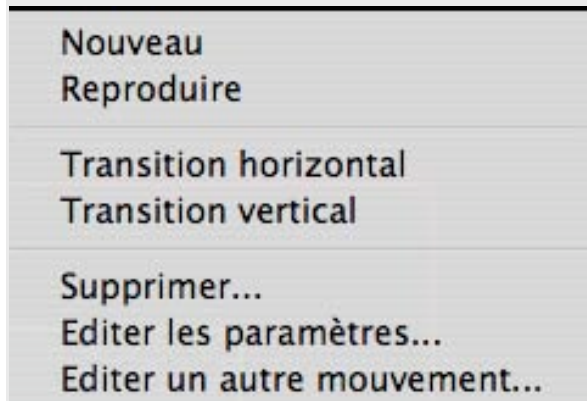 Nouveau
Reproduire
Transition horizontal
Transition vertical
Supprimer...
Editer les paramètres...
Editer un autre mouvement...